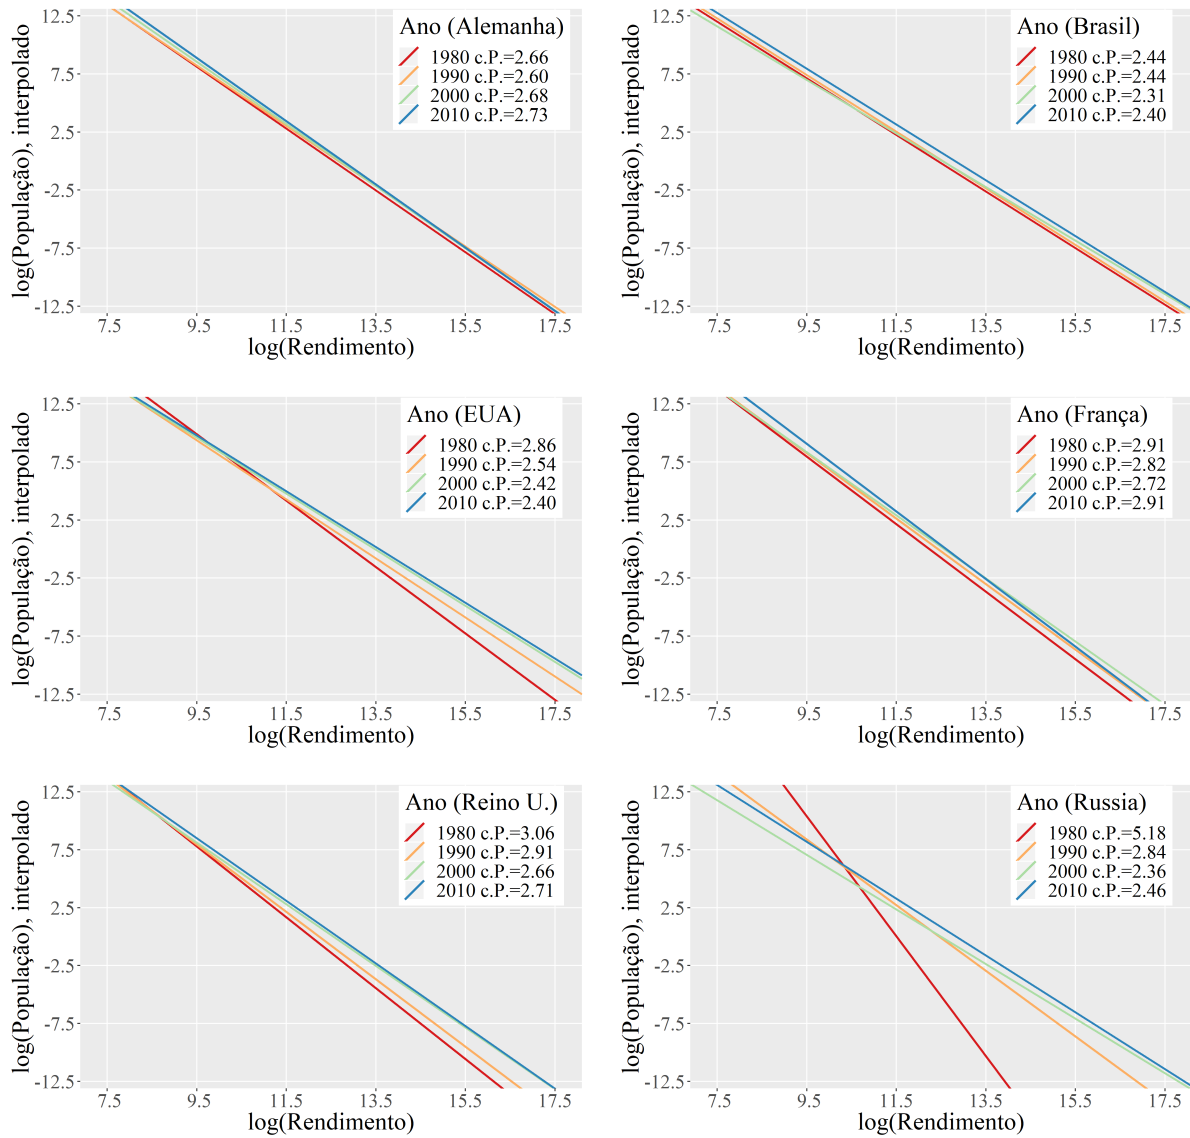 Ano (Alemanha)
1980 c.P.=2.66
1990 c.P.=2.60
2000 c.P.=2.68
2010 c.P.=2.73
log(População), interpolado
12.5
7.5
2.5
-2.5
-7.5
-12.5
7.5 9.5 11.5 13.5 15.5 17.5
log(Rendimento)
Ano (Brasil)
1980 c.P.=2.44
1990 c.P.=2.44
2000 c.P.=2.31
2010 c.P.=2.40
log(População), interpolado
12.5
7.5
2.5
-2.5
-7.5
-12.5
7.5 9.5 11.5 13.5 15.5 17.5
log(Rendimento)
Ano (EUA)
1980 c.P.=2.86
1990 c.P.=2.54
2000 c.P.=2.42
2010 c.P.=2.40
log(População), interpolado
12.5
7.5
2.5
-2.5
-7.5
-12.5
7.5 9.5 11.5 13.5 15.5 17.5
log(Rendimento)
Ano (França)
1980 c.P.=2.91
1990 c.P.=2.82
2000 c.P.=2.72
2010 c.P.=2.91
log(População), interpolado
12.5
7.5
2.5
-2.5
-7.5
-12.5
7.5 9.5 11.5 13.5 15.5 17.5
log(Rendimento)
Ano (Reino U.)
1980 c.P.=3.06
1990 c.P.=2.91
2000 c.P.=2.66
2010 c.P.=2.71
log(População), interpolado
12.5
7.5
2.5
-2.5
-7.5
-12.5
7.5 9.5 11.5 13.5 15.5 17.5
log(Rendimento)
Ano (Russia)
1980 c.P.=5.18
1990 c.P.=2.84
2000 c.P.=2.36
2010 c.P.=2.46
log(População), interpolado
12.5
7.5
2.5
-2.5
-7.5
-12.5
7.5 9.5 11.5 13.5 15.5 17.5
log(Rendimento)